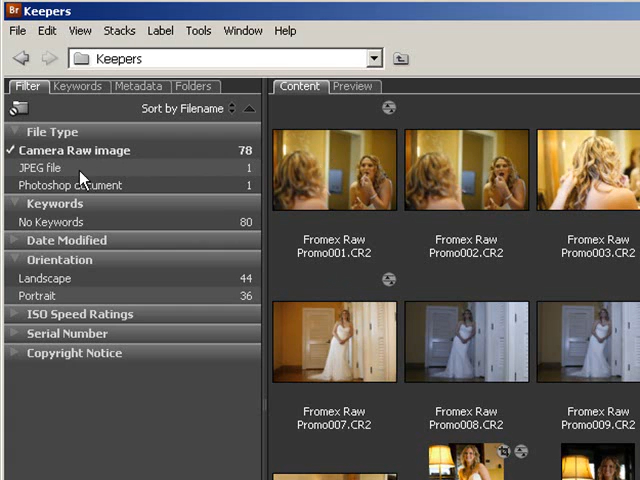 Br Keepers
File Edit View Stacks Label Tools Window Help
Keepers
Filter Keywords Metadata Folders
Content Preview
Sort by Filename
File Type
Camera Raw image 78
JPEG file 1
Photoshop document 1
Keywords
No Keywords 80
Date Modified
Orientation
Landscape 44
Portrait 36
ISO Speed Ratings
Serial Number
Copyright Notice
Fromex Raw
Promo001.CR2
Fromex Raw
Promo002.CR2
Fromex Raw
Promo003.CR2
Fromex Raw
Promo007.CR2
Fromex Raw
Promo008.CR2
Fromex Raw
Promo009.CR2